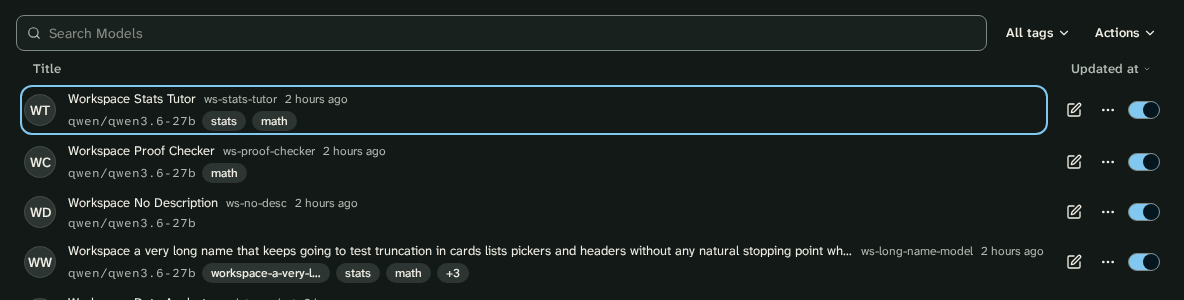 Search Models
All tags
Actions
Title
Updated at
WT
Workspace Stats Tutor ws-stats-tutor 2 hours ago
qwen/qwen3.6-27b stats math
WC
Workspace Proof Checker ws-proof-checker 2 hours ago
qwen/qwen3.6-27b math
WD
Workspace No Description ws-no-desc 2 hours ago
qwen/qwen3.6-27b
WW
Workspace a very long name that keeps going to test truncation in cards lists pickers and headers without any natural stopping point wh... ws-long-name-model 2 hours ago
qwen/qwen3.6-27b workspace-a-very-l... stats math +3